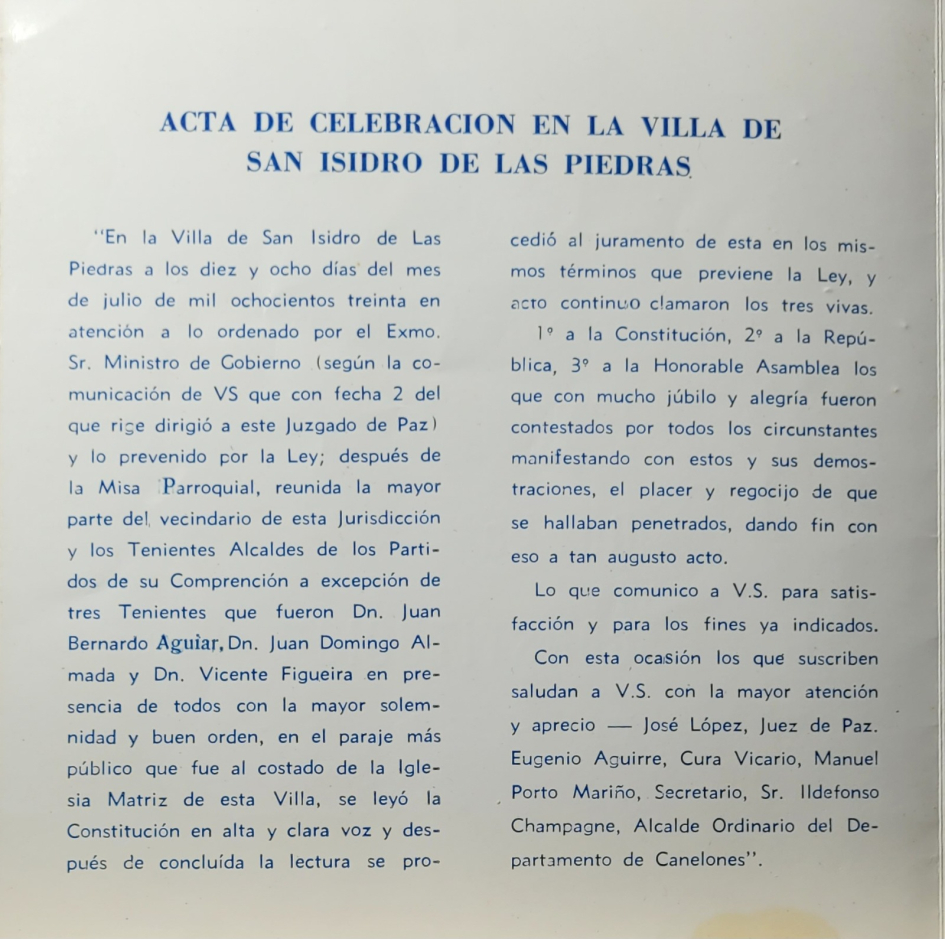 ACTA DE CELEBRACION EN LA VILLA DE
SAN ISIDRO DE LAS PIEDRAS
"En la Villa de San Isidro de Las
Piedras a los diez y ocho días del mes
de julio de mil ochocientos treinta en
atención a lo ordenado por el Exmo.
Sr. Ministro de Gobierno (según la co-
municación de VS que con fecha 2 del
que rige dirigió a este Juzgado de Paz)
y lo prevenido por la Ley; después de
la Misa Parroquial, reunida la mayor
parte del vecindario de esta Jurisdicción
y los Tenientes Alcaldes de los Parti-
dos de su Comprención a excepción de
tres Tenientes que fueron Dn. Juan
Bernardo Aguiar, Dn. Juan Domingo Al-
mada y Dn. Vicente Figueira en pre-
sencia de todos con la mayor solem-
nidad y buen orden, en el paraje más
público que fue al costado de la Igle-
sia Matriz de esta Villa, se leyó la
Constitución en alta y clara voz y des-
pués de concluída la lectura se pro-
cedió al juramento de esta en los mis-
mos términos que previene la Ley, y
acto continuo clamaron los tres vivas.
1º a la Constitución, 2º a la Repú-
blica, 3º a la Honorable Asamblea los
que con mucho júbilo y alegría fueron
contestados por todos los circunstantes
manifestando con estos y sus demos-
traciones, el placer y regocijo de que
se hallaban penetrados, dando fin con
eso a tan augusto acto.
Lo que comunico a V.S. para satis-
facción y para los fines ya indicados.
Con esta ocasión los que suscriben
saludan a V.S. con la mayor atención
y aprecio — José López, Juez de Paz.
Eugenio Aguirre, Cura Vicario, Manuel
Porto Mariño, Secretario, Sr. Ildefonso
Champagne, Alcalde Ordinario del De-
partamento de Canelones".